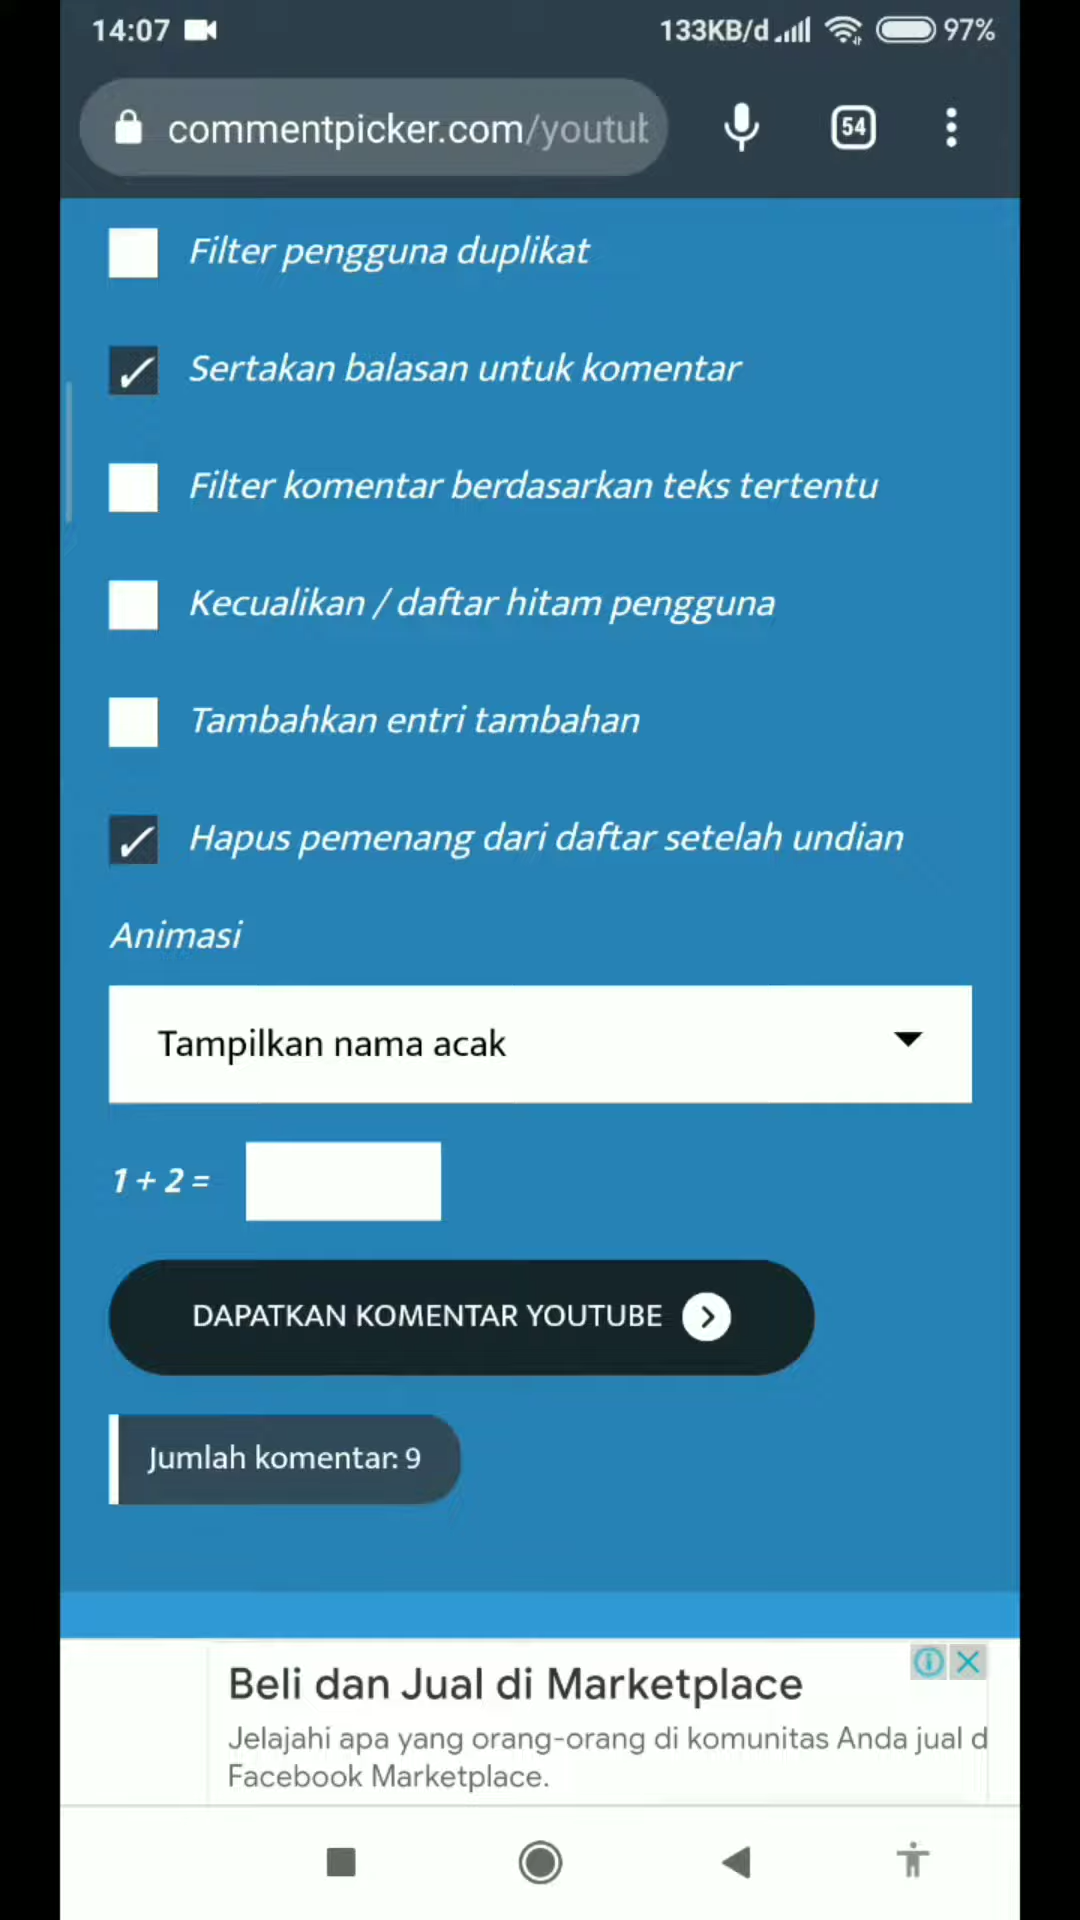 14:07
133KB/d
97%
commentpicker.com/youtub
54
Filter pengguna duplikat
Sertakan balasan untuk komentar
Filter komentar berdasarkan teks tertentu
Kecualikan / daftar hitam pengguna
Tambahkan entri tambahan
Hapus pemenang dari daftar setelah undian
Animasi
Tampilkan nama acak
1 + 2 =
DAPATKAN KOMENTAR YOUTUBE
Jumlah komentar: 9
Beli dan Jual di Marketplace
Jelajahi apa yang orang-orang di komunitas Anda jual d
Facebook Marketplace.